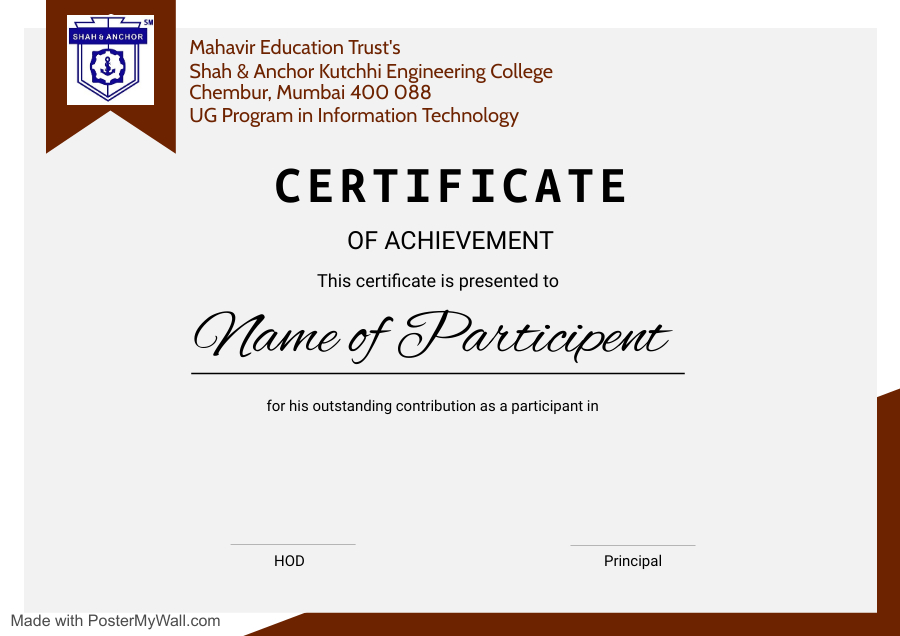 SM
SHAH & ANCHOR
Mahavir Education Trust's
Shah & Anchor Kutchhi Engineering College
Chembur, Mumbai 400 088
UG Program in Information Technology
CERTIFICATE
OF ACHIEVEMENT
This certificate is presented to
Name of Participent
for his outstanding contribution as a participant in
HOD
Principal
Made with PosterMyWall.com